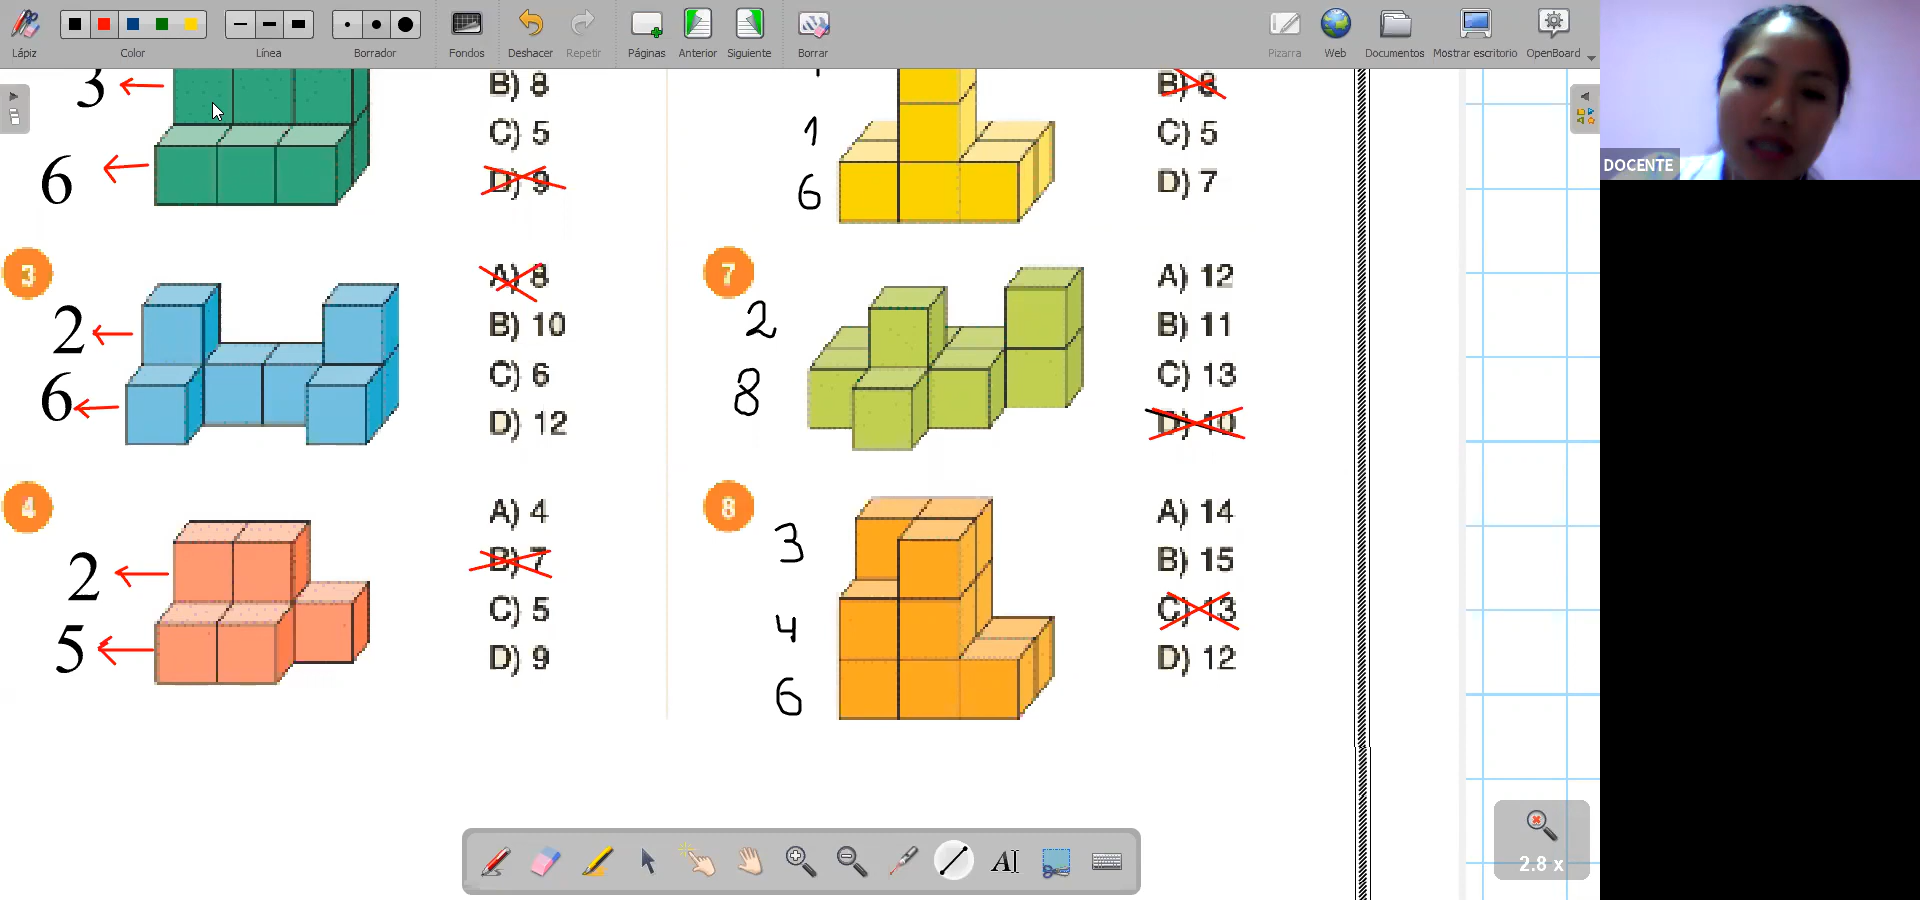 Lápiz
Color
Línea
Borrador
Fondos
Deshacer
Repetir
Páginas
Anterior
Siguiente
Borrar
Pizarra
Web
Documentos
Mostrar escritorio
OpenBoard
DOCENTE
3
6
B) 8
C) 5
D) 9
3
2
6
A) 8
B) 10
C) 6
D) 12
4
2
5
A) 4
B) 7
C) 5
D) 9
1
6
B) 8
C) 5
D) 7
7
2
8
A) 12
B) 11
C) 13
D) 10
8
3
4
6
A) 14
B) 15
C) 13
D) 12
AI
2.8 x